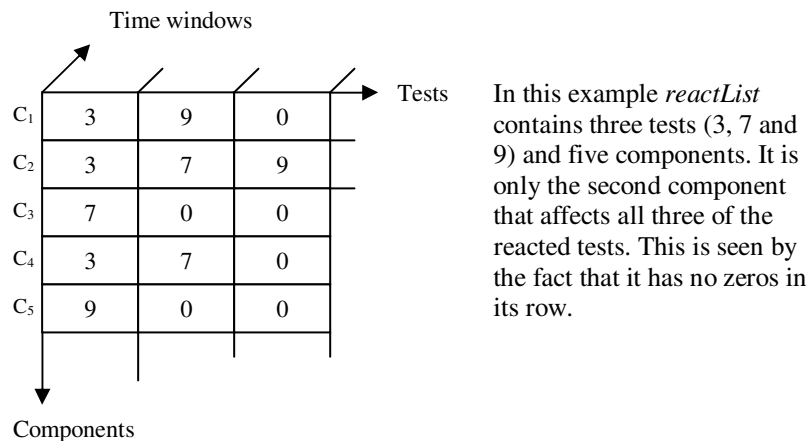 Time windows
Tests
C1 3 9 0
C2 3 7 9
C3 7 0 0
C4 3 7 0
C5 9 0 0
Components
In this example reactList
contains three tests (3, 7 and
9) and five components. It is
only the second component
that affects all three of the
reacted tests. This is seen by
the fact that it has no zeros in
its row.